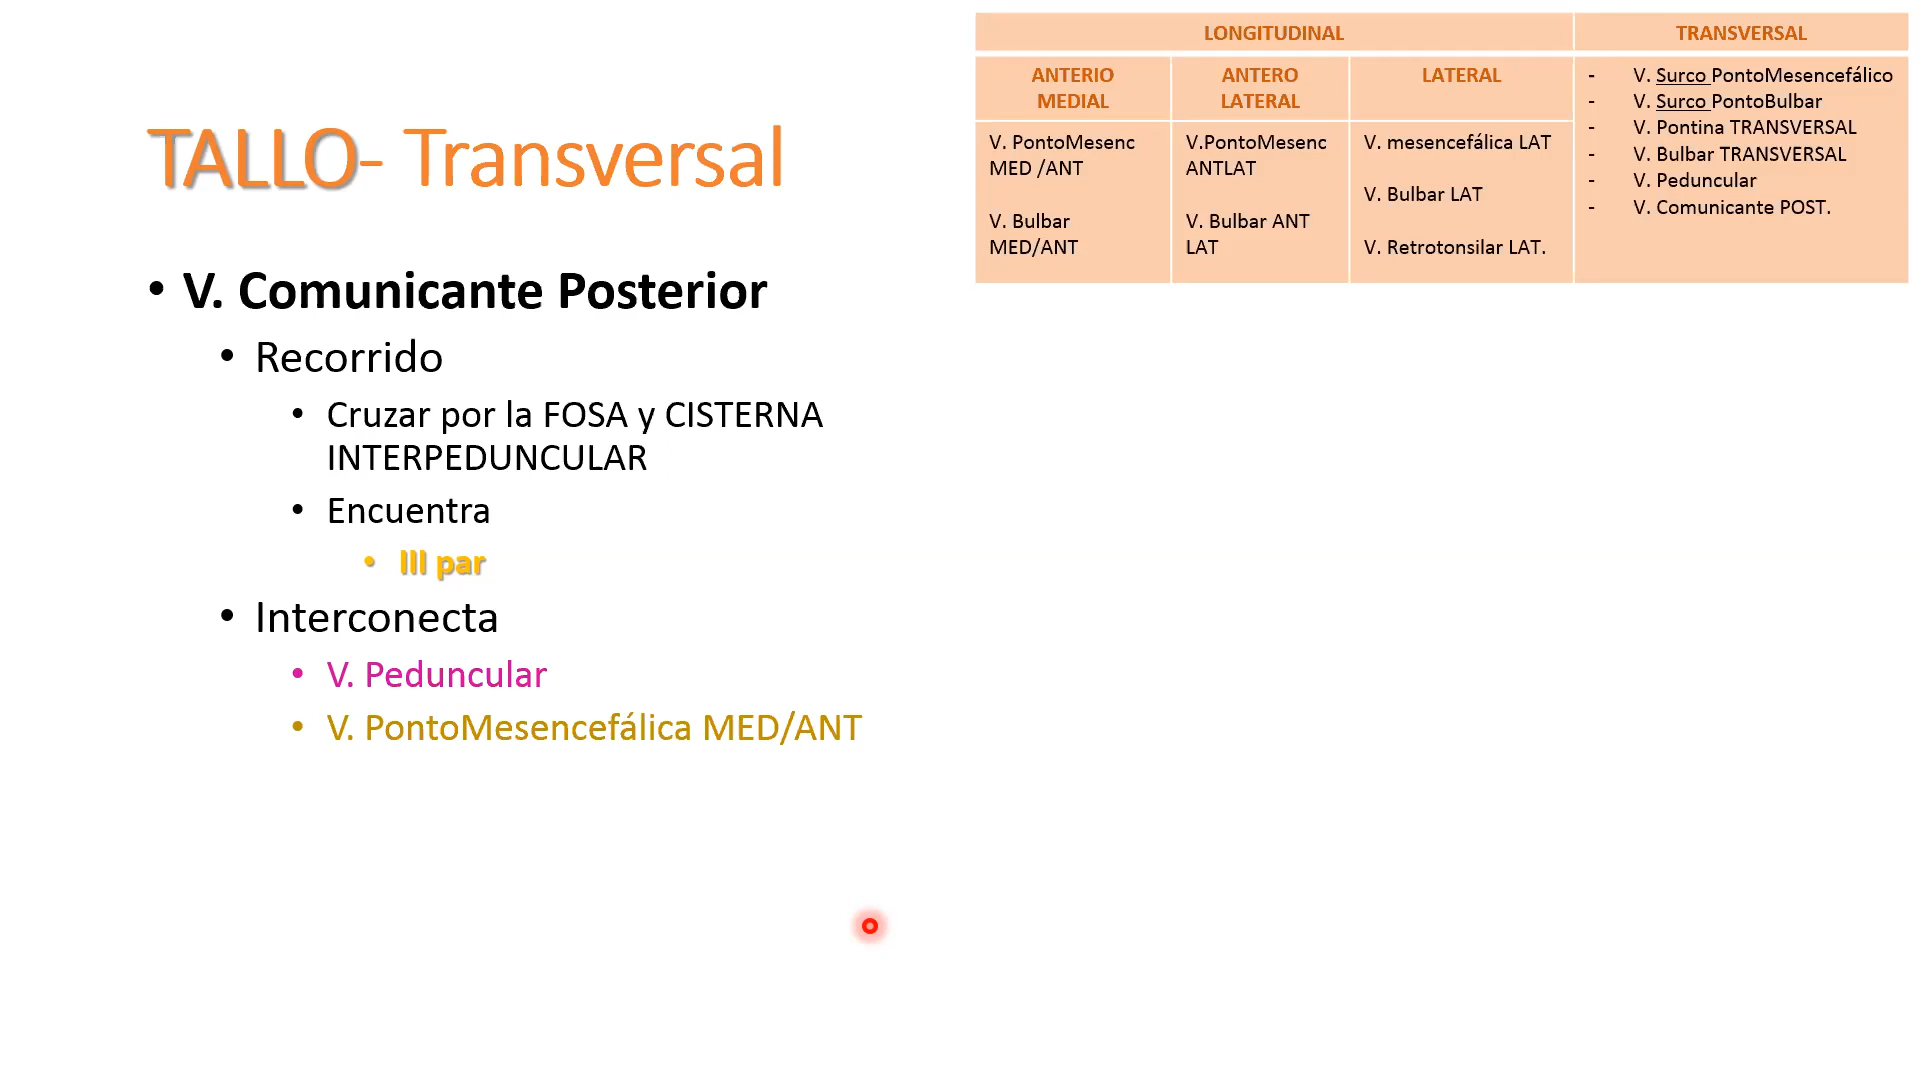 TALLO- Transversal
• V. Comunicante Posterior
• Recorrido
• Cruzar por la FOSA y CISTERNA
INTERPEDUNCULAR
• Encuentra
• III par
• Interconecta
• V. Peduncular
• V. PontoMesencefálica MED/ANT
LONGITUDINAL
TRANSVERSAL
ANTERIO
MEDIAL
ANTERO
LATERAL
LATERAL
V. PontoMesenc
MED /ANT
V. Bulbar
MED/ANT
V.PontoMesenc
ANTLAT
V. Bulbar ANT
LAT
V. mesencefálica LAT
V. Bulbar LAT
V. Retrotonsilar LAT.
- V. Surco PontoMesencefálico
- V. Surco PontoBulbar
- V. Pontina TRANSVERSAL
- V. Bulbar TRANSVERSAL
- V. Peduncular
- V. Comunicante POST.